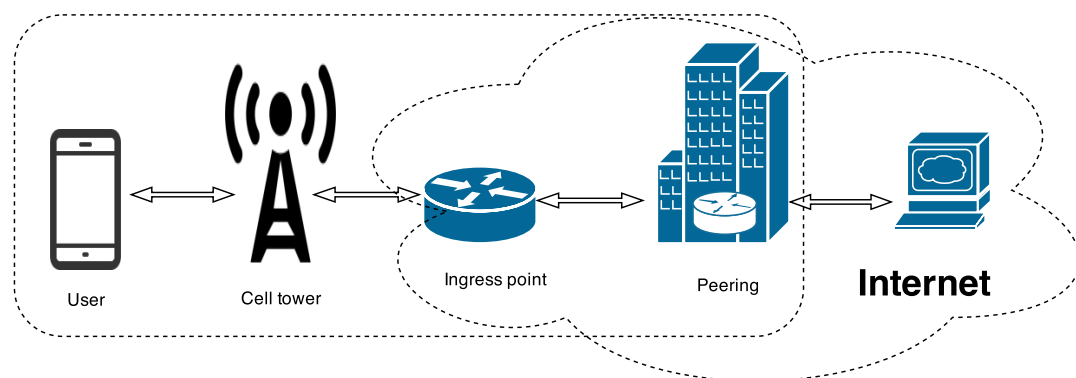 User
Cell tower
Ingress point
Peering
Internet